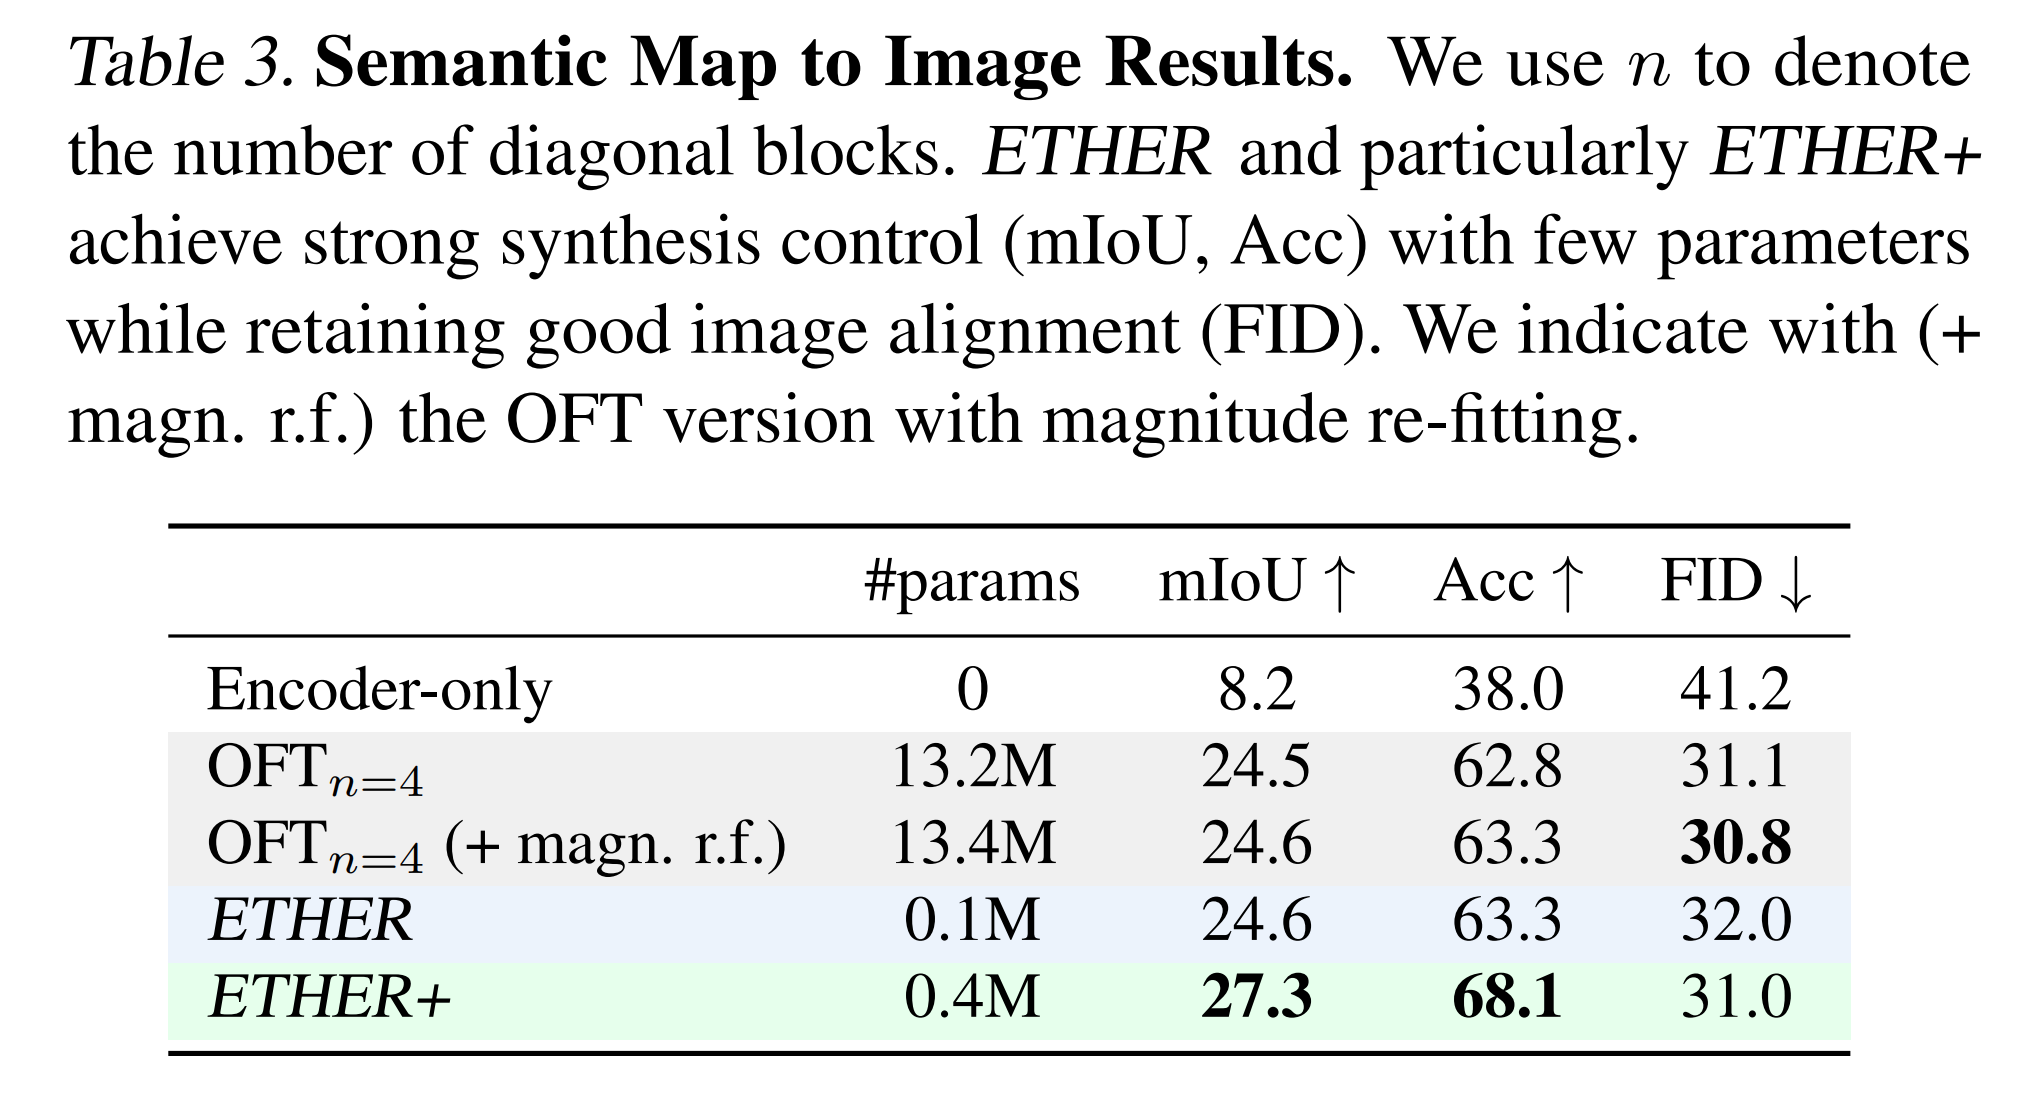 Table 3. Semantic Map to Image Results. We use n to denote
the number of diagonal blocks. ETHER and particularly ETHER+
achieve strong synthesis control (mIoU, Acc) with few parameters
while retaining good image alignment (FID). We indicate with (+
magn. r.f.) the OFT version with magnitude re-fitting.
#params mIoU ↑ Acc ↑ FID ↓
Encoder-only 0 8.2 38.0 41.2
OFTn=4 13.2M 24.5 62.8 31.1
OFTn=4 (+ magn. r.f.) 13.4M 24.6 63.3 30.8
ETHER 0.1M 24.6 63.3 32.0
ETHER+ 0.4M 27.3 68.1 31.0